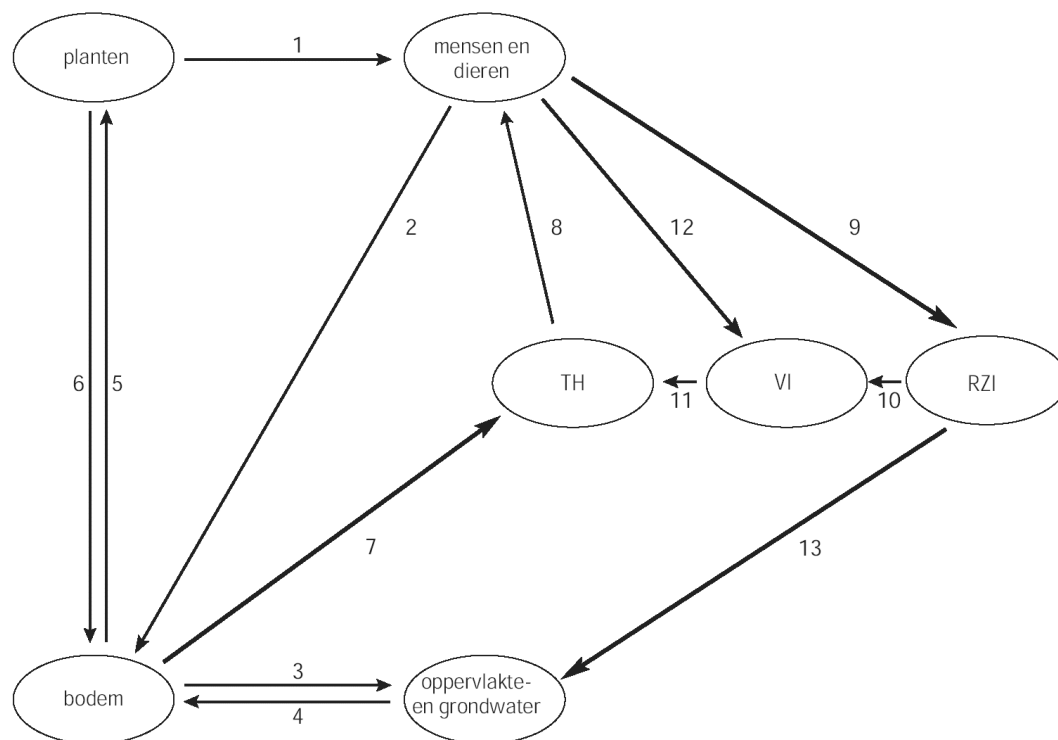 planten
1
mensen en
dieren
2
8
12
9
6
5
TH
11
VI
10
RZI
7
13
bodem
3
4
oppervlakte-
en grondwater